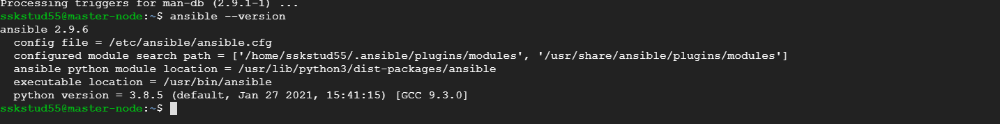 Processing triggers for man-db (2.9.1-1) ...
sskstud55@master-node:~$ ansible --version
ansible 2.9.6
  config file = /etc/ansible/ansible.cfg
  configured module search path = ['/home/sskstud55/.ansible/plugins/modules', '/usr/share/ansible/plugins/modules']
  ansible python module location = /usr/lib/python3/dist-packages/ansible
  executable location = /usr/bin/ansible
  python version = 3.8.5 (default, Jan 27 2021, 15:41:15) [GCC 9.3.0]
sskstud55@master-node:~$